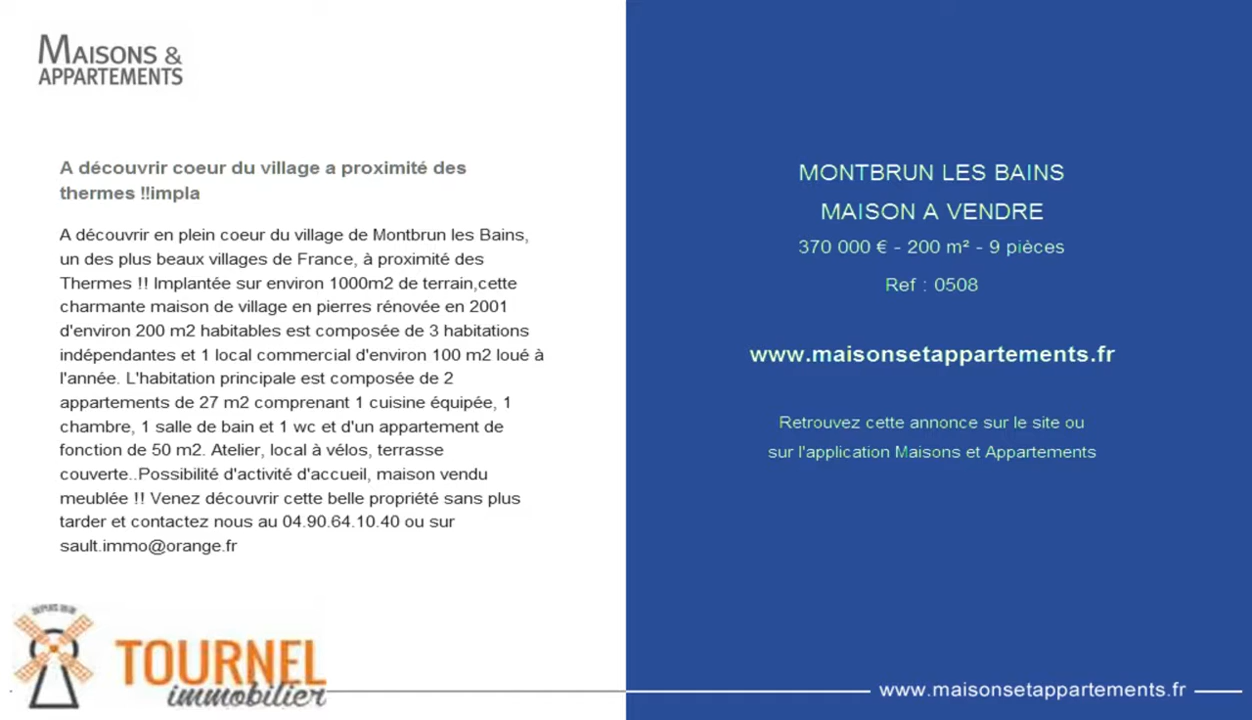 MAISONS &
APPARTEMENTS
A découvrir coeur du village a proximité des
thermes !!impla
A découvrir en plein coeur du village de Montbrun les Bains,
un des plus beaux villages de France, à proximité des
Thermes !! Implantée sur environ 1000m2 de terrain,cette
charmante maison de village en pierres rénovée en 2001
d'environ 200 m2 habitables est composée de 3 habitations
indépendantes et 1 local commercial d'environ 100 m2 loué à
l'année. L'habitation principale est composée de 2
appartements de 27 m2 comprenant 1 cuisine équipée, 1
chambre, 1 salle de bain et 1 wc et d'un appartement de
fonction de 50 m2. Atelier, local à vélos, terrasse
couverte..Possibilité d'activité d'accueil, maison vendu
meublée !! Venez découvrir cette belle propriété sans plus
tarder et contactez nous au 04.90.64.10.40 ou sur
sault.immo@orange.fr
TOURNEL
immobilier
MONTBRUN LES BAINS
MAISON A VENDRE
370 000 € - 200 m² - 9 pièces
Ref : 0508
www.maisonsetappartements.fr
Retrouvez cette annonce sur le site ou
sur l'application Maisons et Appartements
www.maisonsetappartements.fr